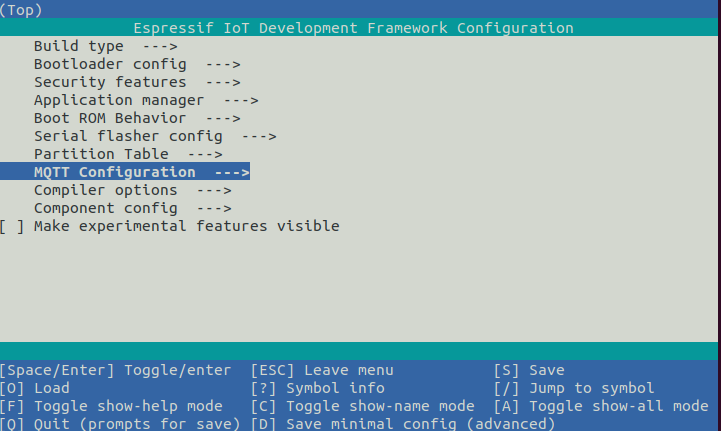 (Top)
Espressif IoT Development Framework Configuration
Build type  --->
Bootloader config  --->
Security features  --->
Application manager  --->
Boot ROM Behavior  --->
Serial flasher config  --->
Partition Table  --->
MQTT Configuration  --->
Compiler options  --->
Component config  --->
[ ] Make experimental features visible
[Space/Enter] Toggle/enter  [ESC] Leave menu  [S] Save
[O] Load  [?] Symbol info  [/] Jump to symbol
[F] Toggle show-help mode  [C] Toggle show-name mode  [A] Toggle show-all mode
[Q] Quit (prompts for save)  [D] Save minimal config (advanced)